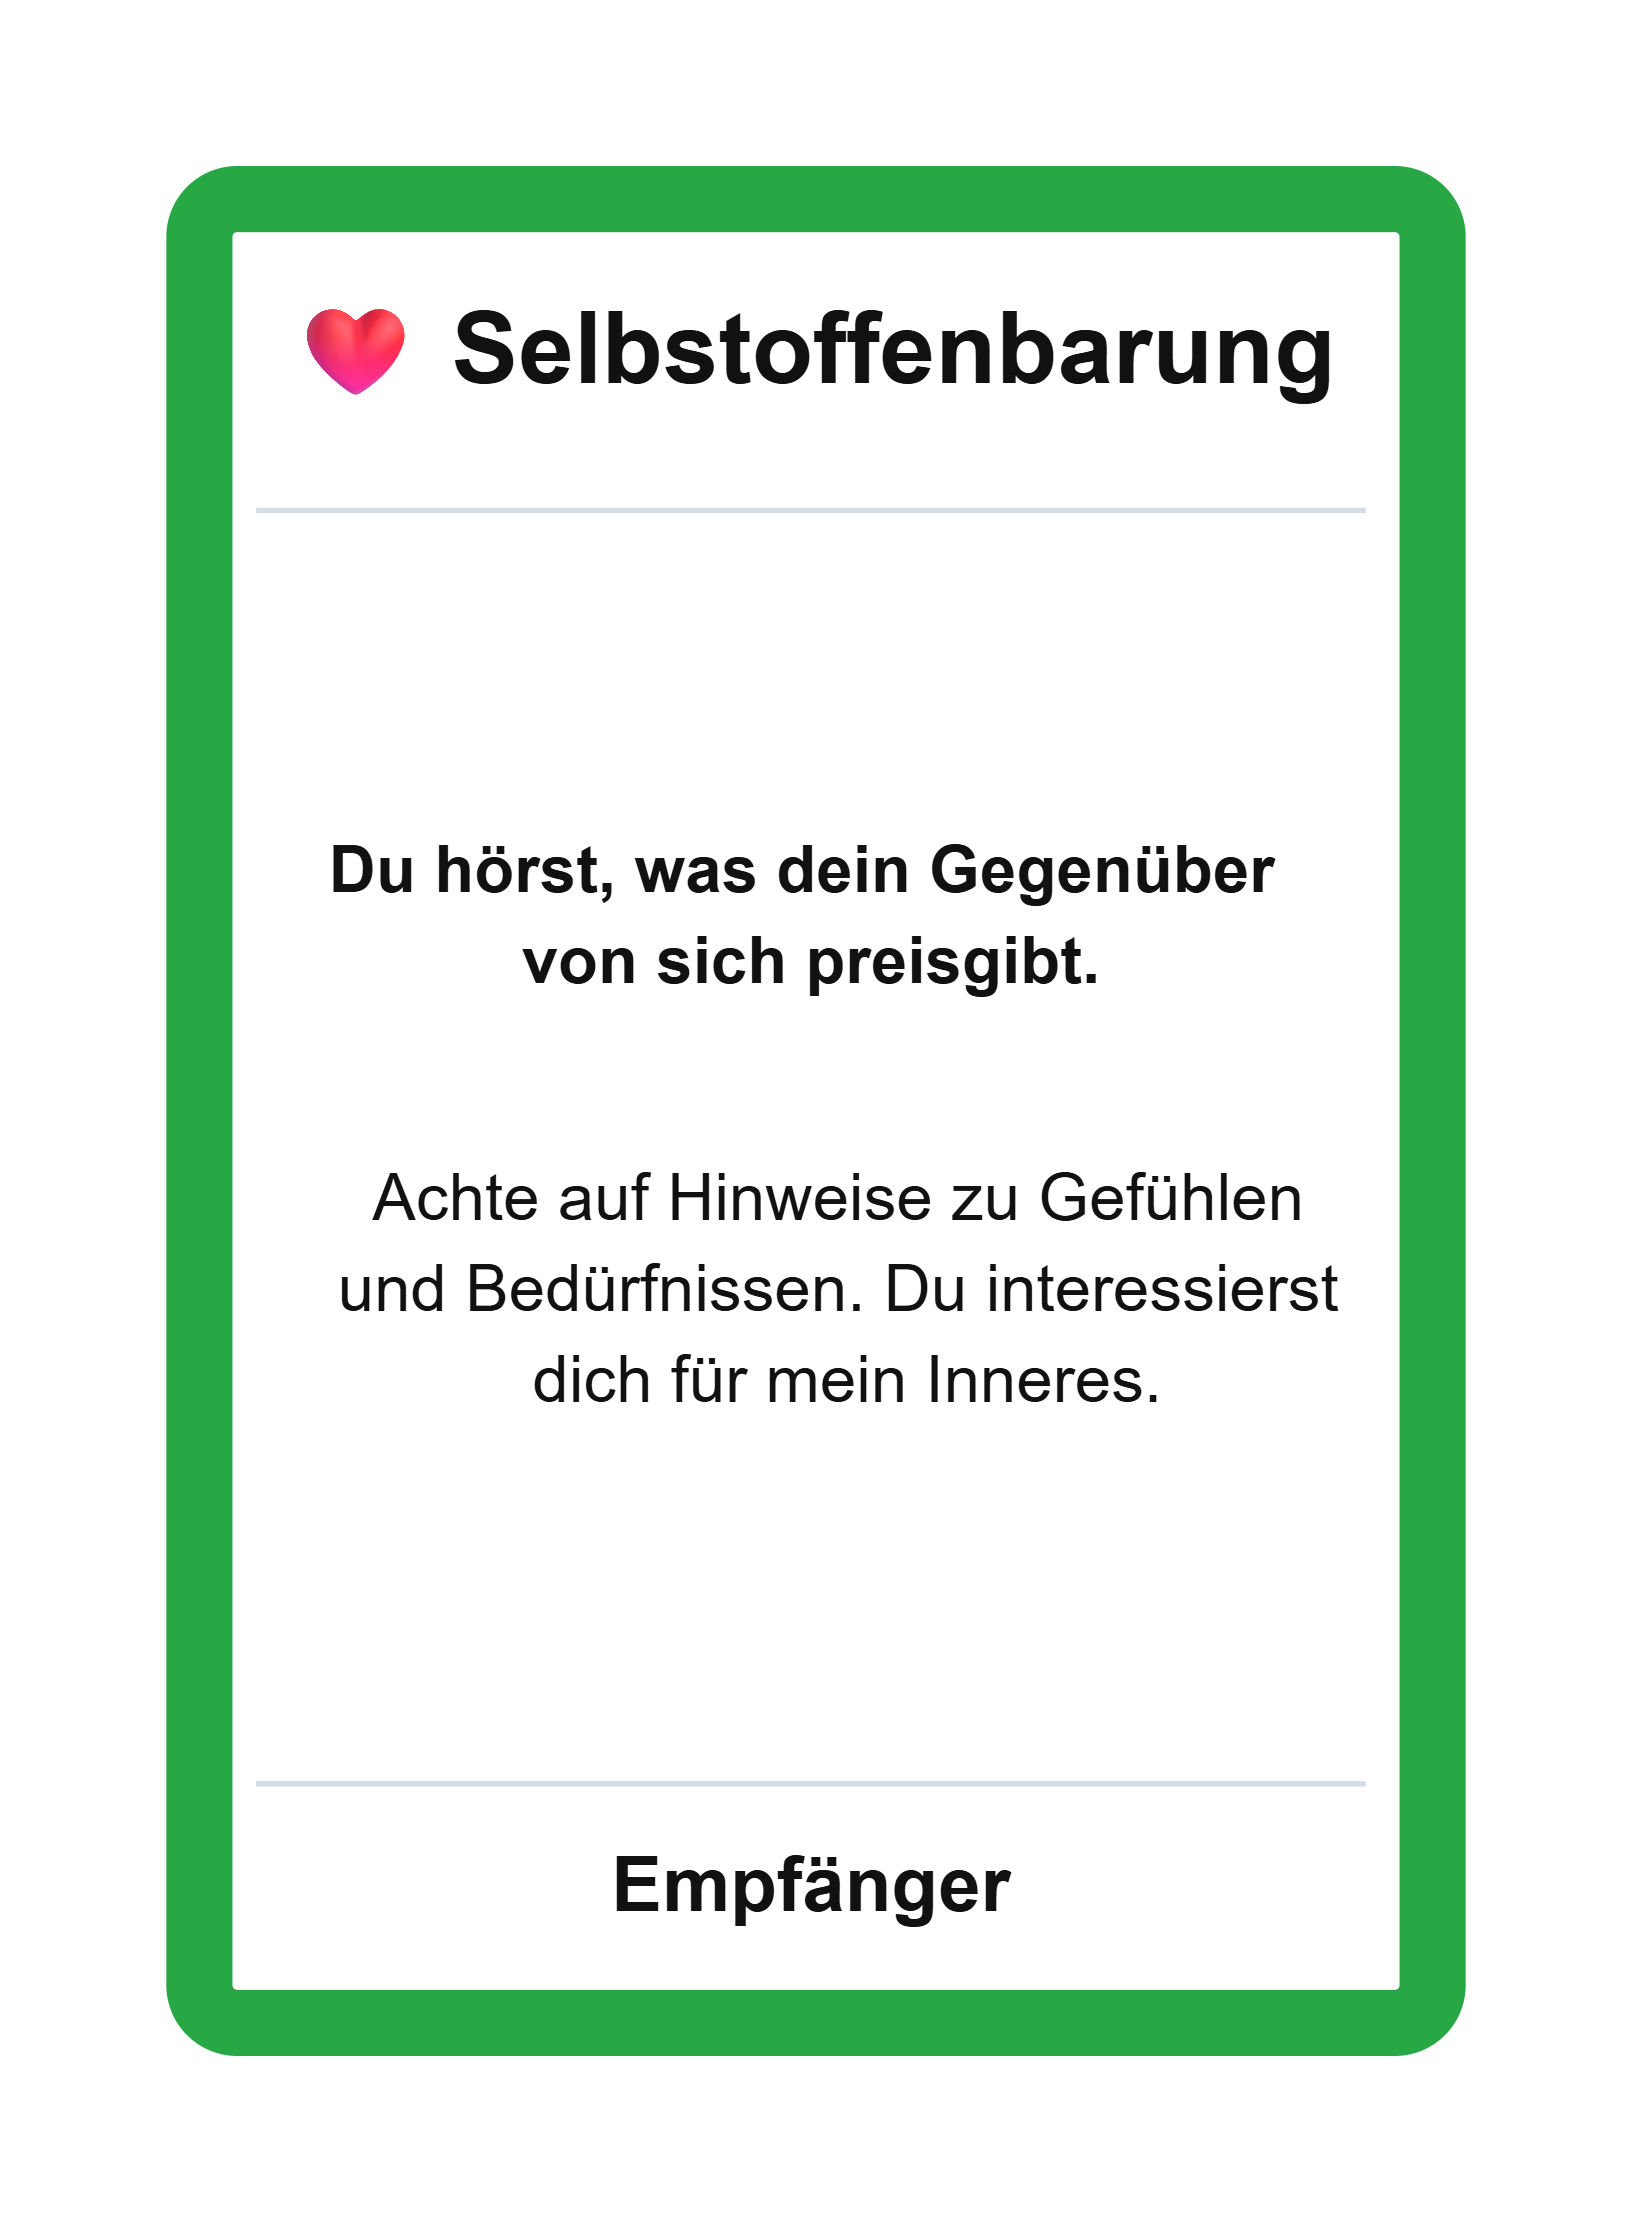 Selbstoffenbarung
Du hörst, was dein Gegenüber
von sich preisgibt.
Achte auf Hinweise zu Gefühlen
und Bedürfnissen. Du interessierst
dich für mein Inneres.
Empfänger